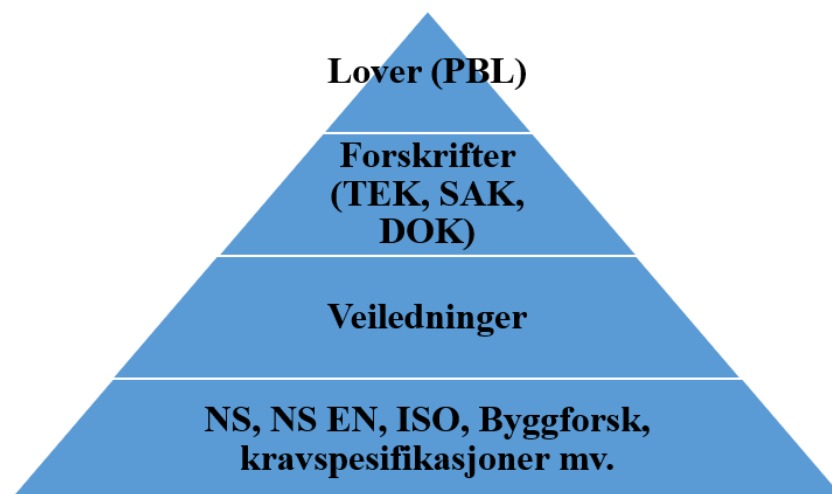 Lover (PBL)
Forskrifter
(TEK, SAK,
DOK)
Veiledninger
NS, NS EN, ISO, Byggforsk,
kravspesifikasjoner mv.